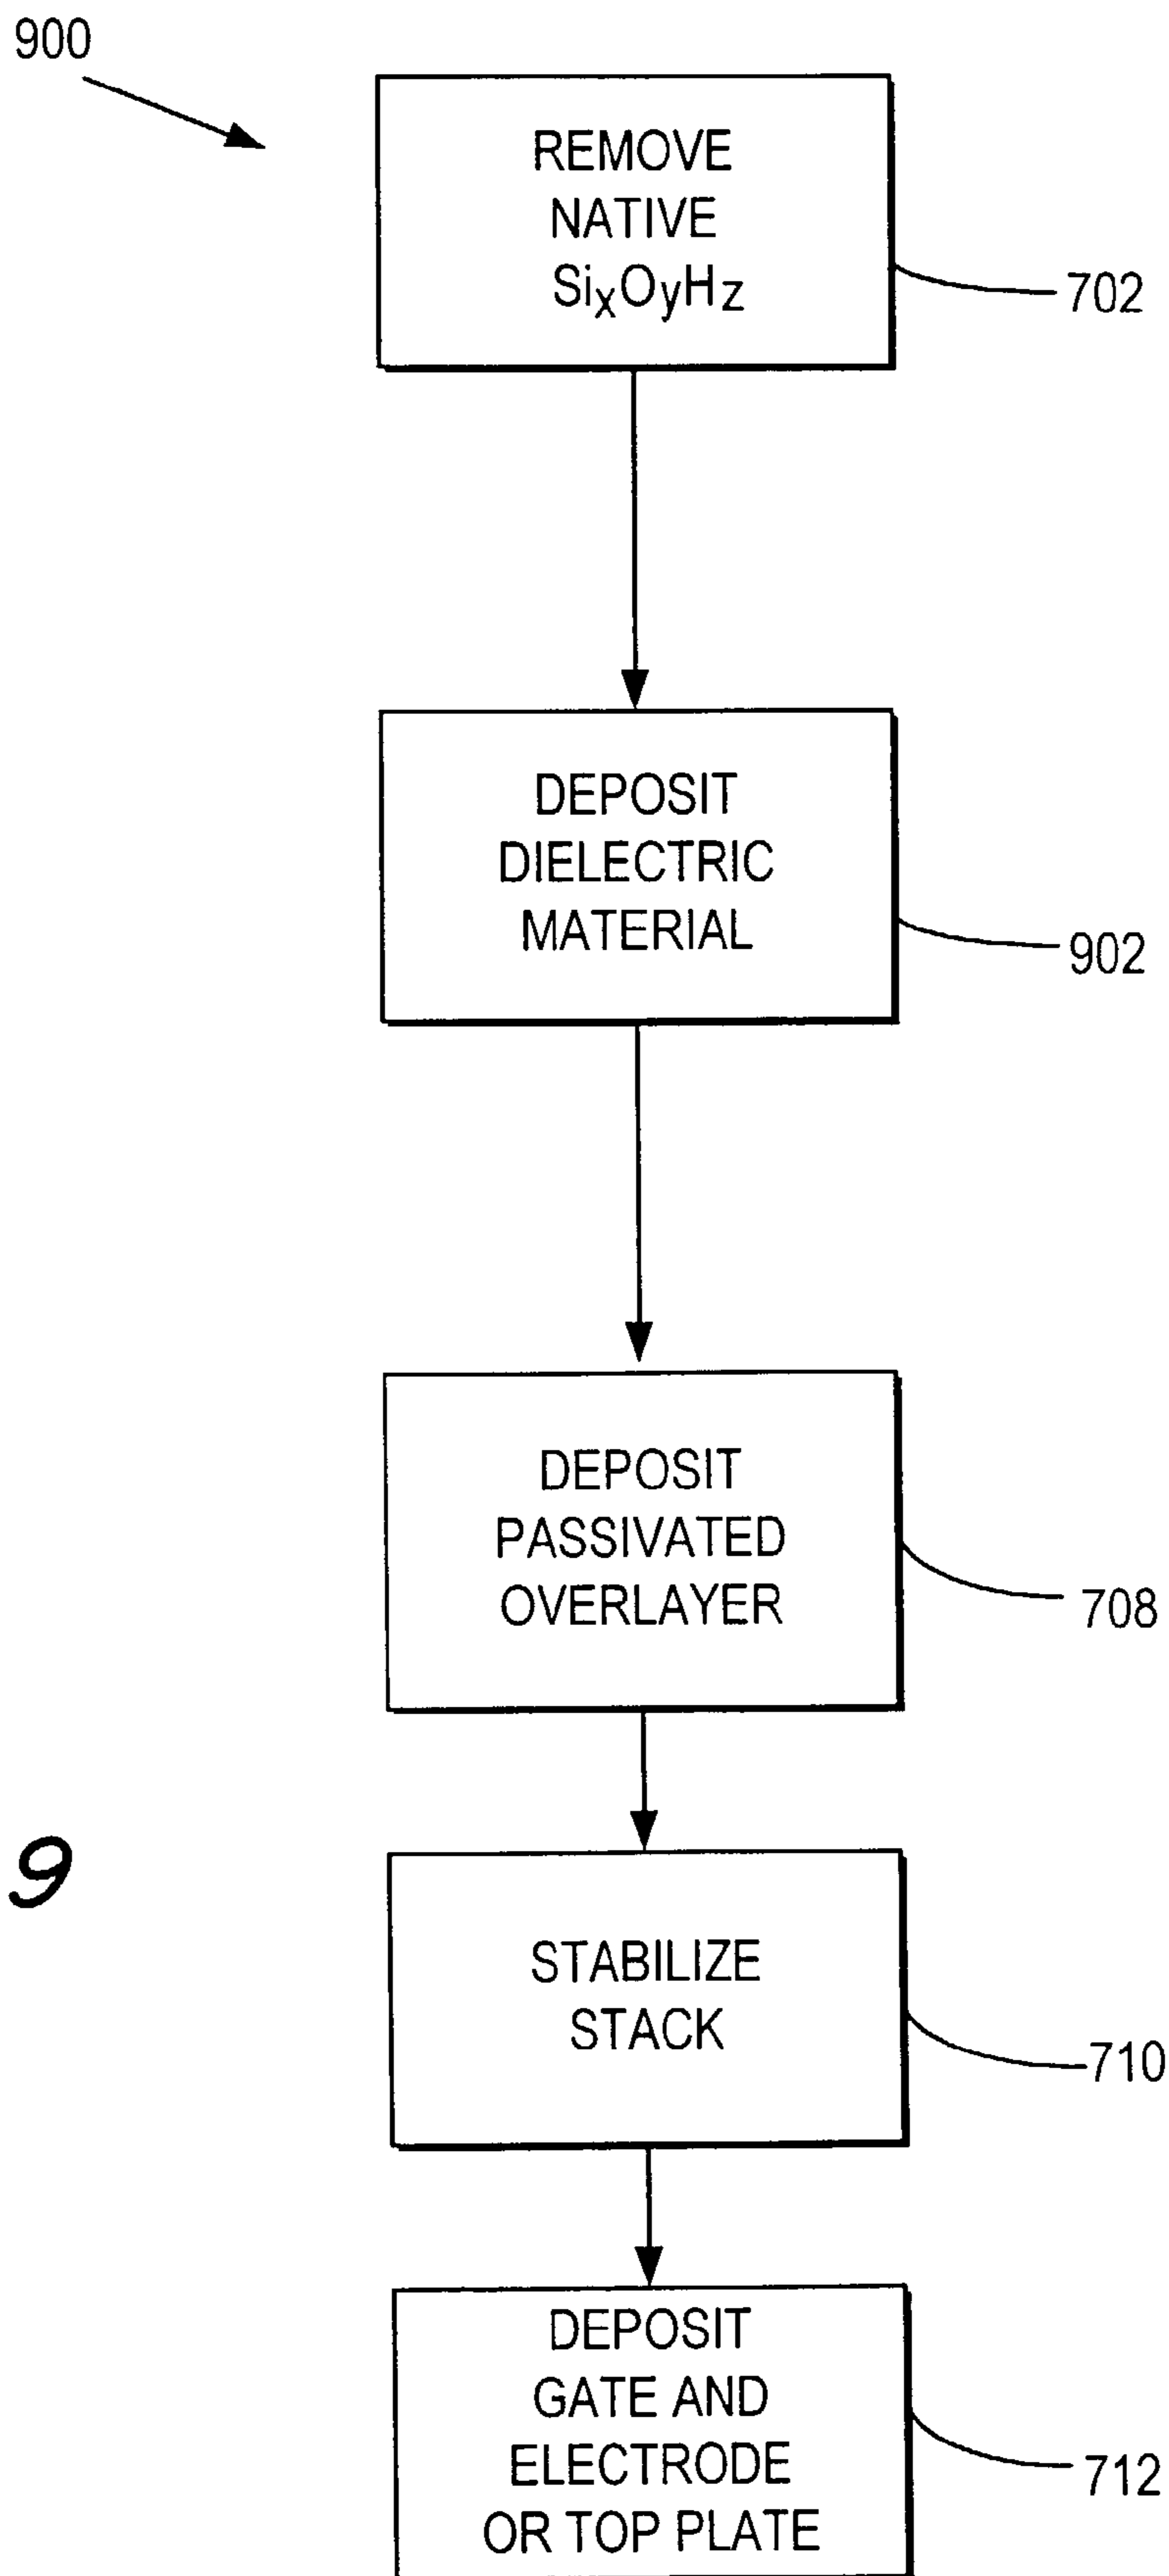 900
REMOVE
NATIVE
SiₓOyHz
702
DEPOSIT
DIELECTRIC
MATERIAL
902
DEPOSIT
PASSIVATED
OVERLAYER
708
9
STABILIZE
STACK
710
DEPOSIT
GATE AND
ELECTRODE
OR TOP PLATE
712